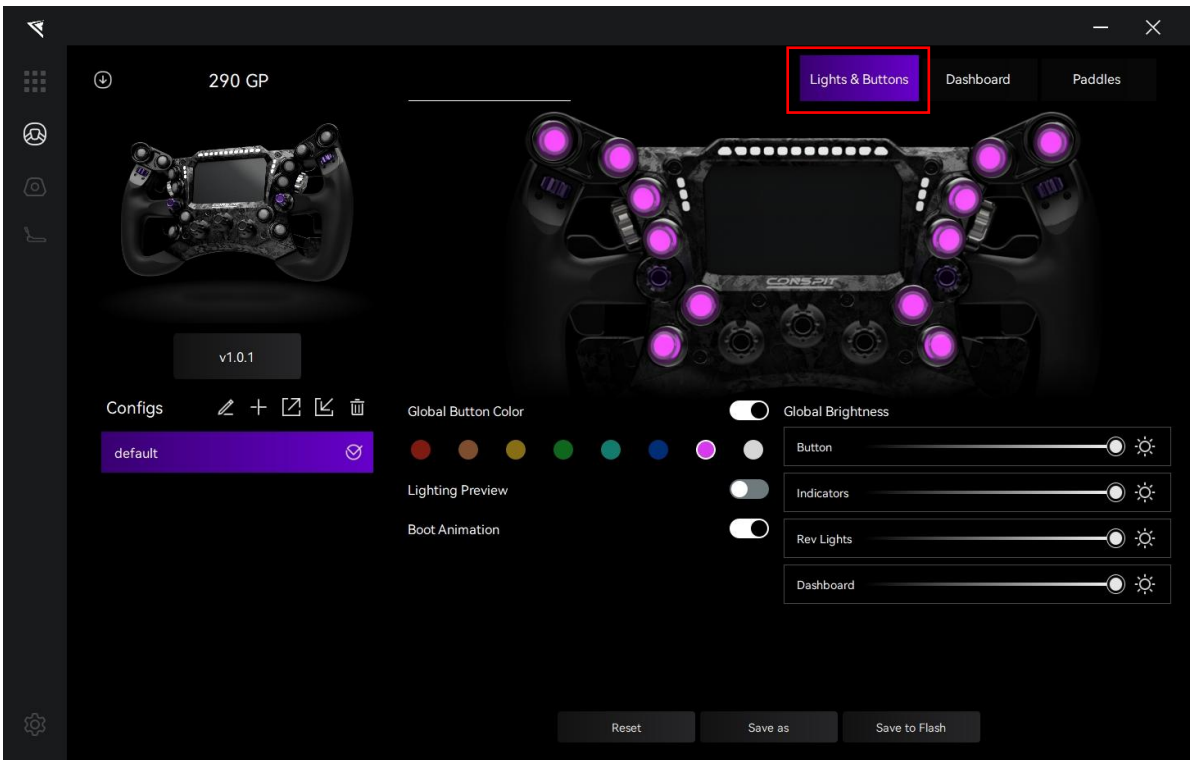 290 GP
Lights & Buttons
Dashboard
Paddles
CONSPIT
v1.0.1
Configs
default
Global Button Color
Lighting Preview
Boot Animation
Global Brightness
Button
Indicators
Rev Lights
Dashboard
Reset
Save as
Save to Flash